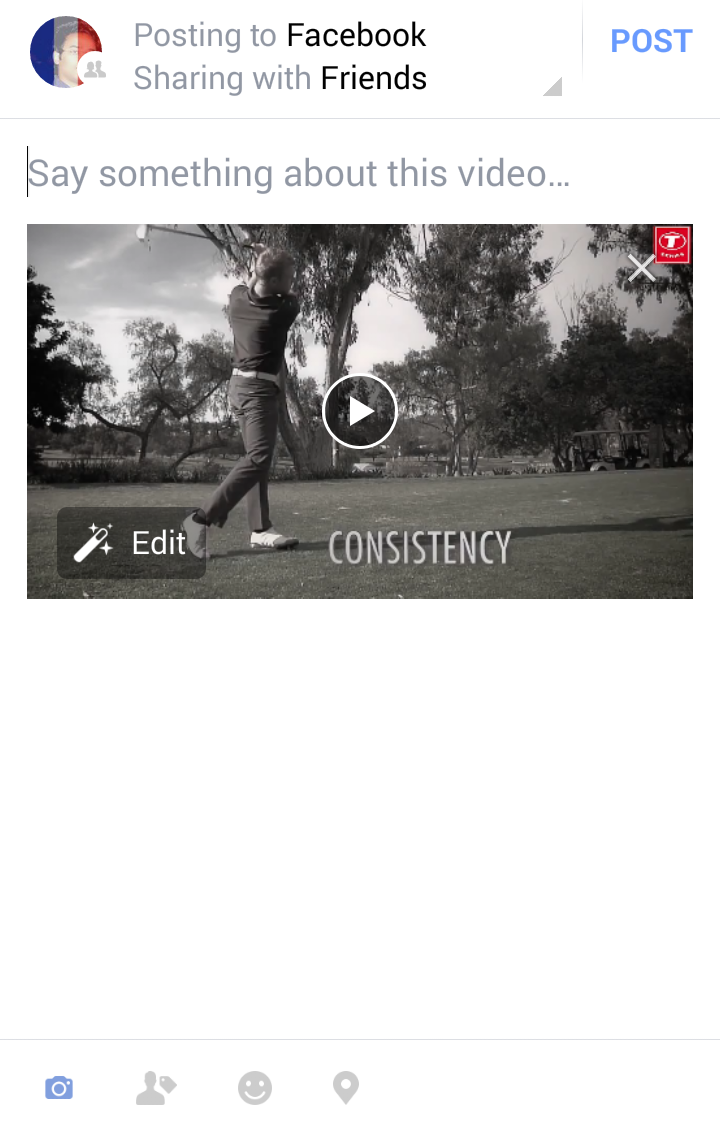 Posting to Facebook
POST
Sharing with Friends
Say something about this video…
T
Edit
CONSISTENCY